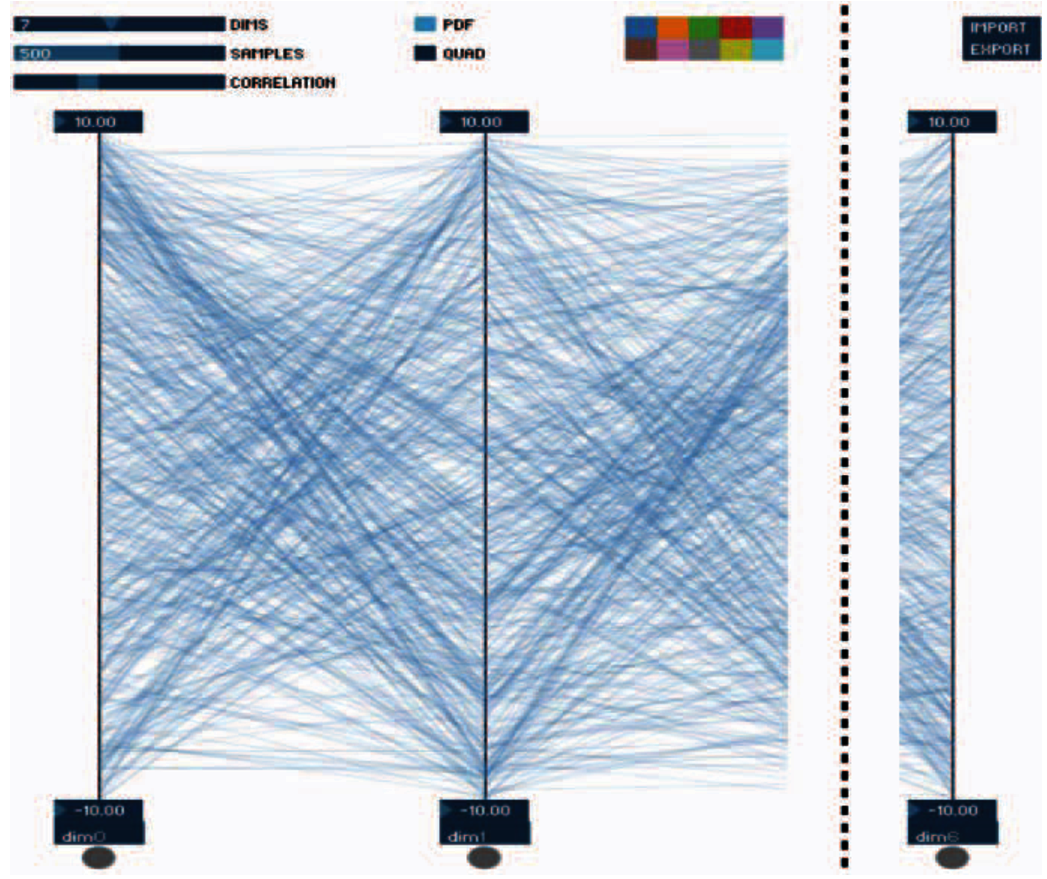 7 DIMS PDF IMPORT
500 SAMPLES QUAD EXPORT
CORRELATION
10.00 10.00 10.00
-10.00 -10.00 -10.00
dim0 dim1 dim6